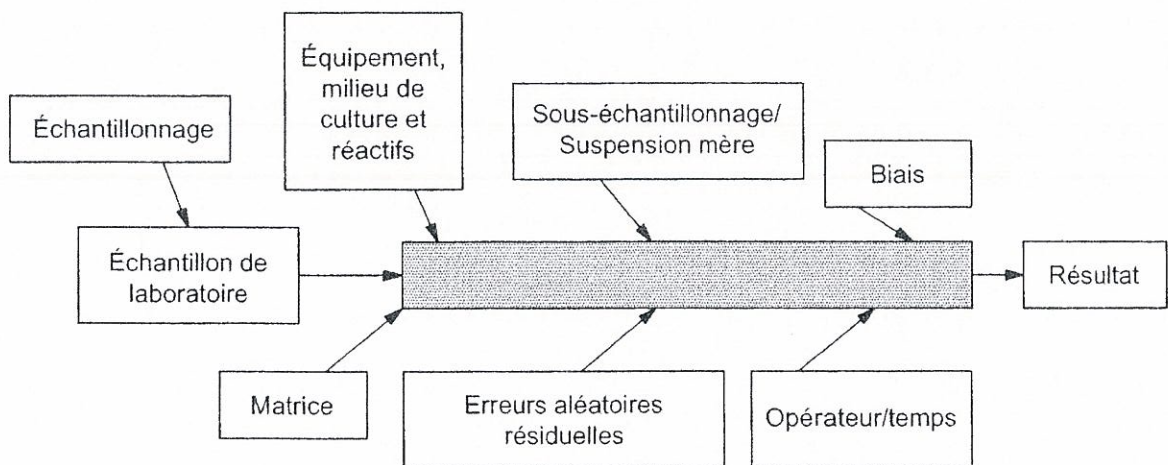 Équipement,
milieu de
culture et
réactifs
Échantillonnage
Sous-échantillonnage/
Suspension mère
Biais
Échantillon de
laboratoire
Résultat
Matrice
Erreurs aléatoires
résiduelles
Opérateur/temps